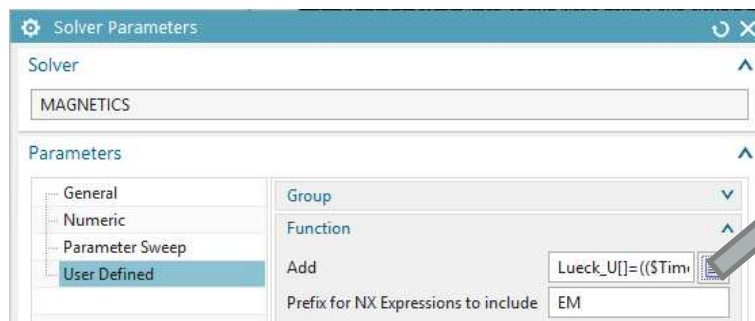 Solver Parameters
Solver
MAGNETICS
Parameters
General
Numeric
Parameter Sweep
User Defined
Group
Function
Add
Lueck_U[]=(($Time
Prefix for NX Expressions to include
EM